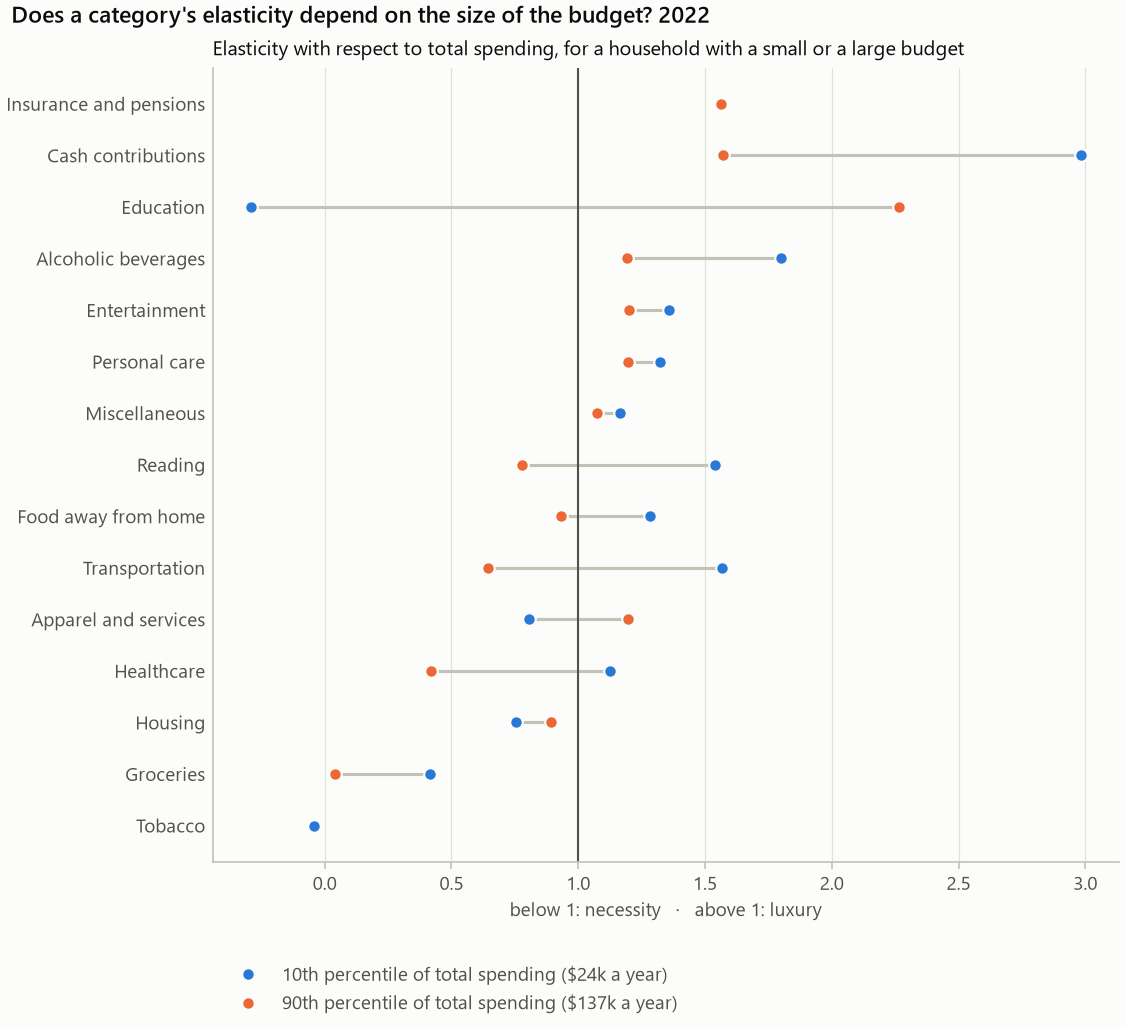 Does a category's elasticity depend on the size of the budget? 2022
Elasticity with respect to total spending, for a household with a small or a large budget
Insurance and pensions
Cash contributions
Education
Alcoholic beverages
Entertainment
Personal care
Miscellaneous
Reading
Food away from home
Transportation
Apparel and services
Healthcare
Housing
Groceries
Tobacco
0.0 0.5 1.0 1.5 2.0 2.5 3.0
below 1: necessity · above 1: luxury
10th percentile of total spending ($24k a year)
90th percentile of total spending ($137k a year)